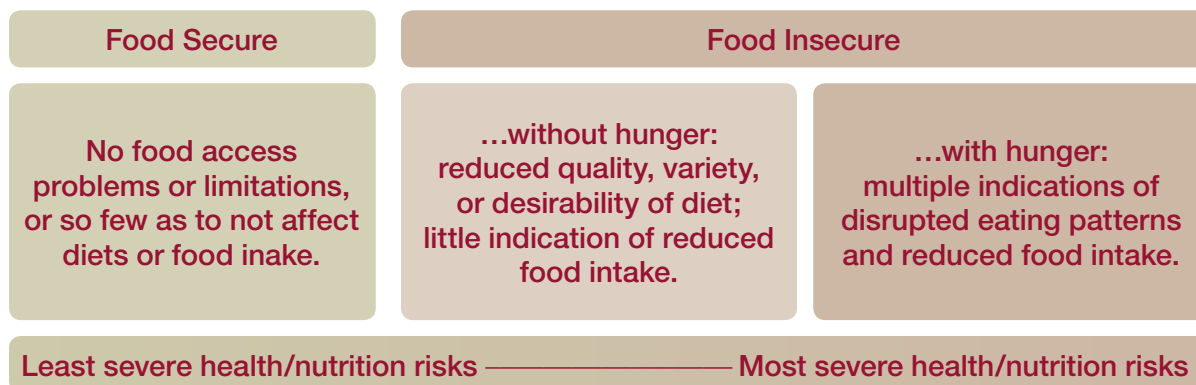 Food Secure
Food Insecure
No food access
problems or limitations,
or so few as to not affect
diets or food inake.
…without hunger:
reduced quality, variety,
or desirability of diet;
little indication of reduced
food intake.
…with hunger:
multiple indications of
disrupted eating patterns
and reduced food intake.
Least severe health/nutrition risks
Most severe health/nutrition risks